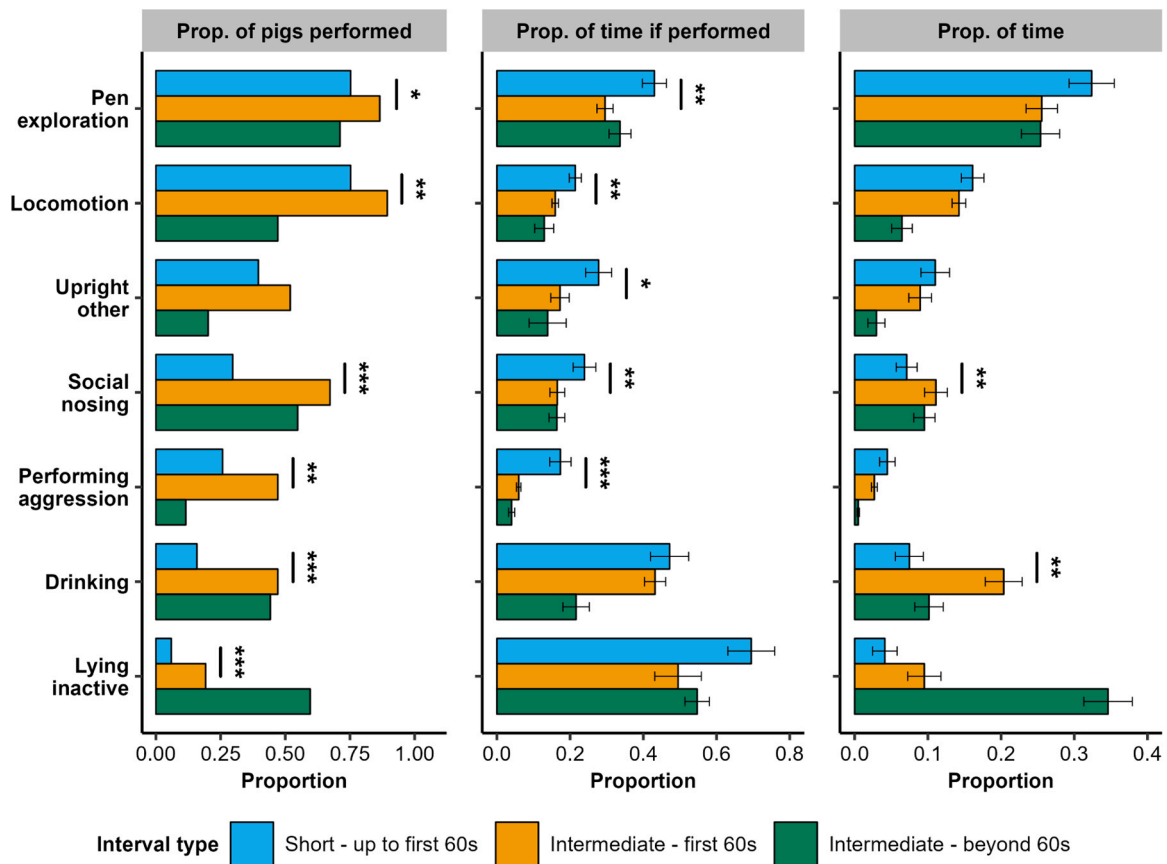 Prop. of pigs performed
Prop. of time if performed
Prop. of time
Pen
exploration
*
**
Locomotion
**
**
Upright
other
*
Social
nosing
***
**
**
Performing
aggression
**
***
Drinking
***
**
Lying
inactive
***
0.00 0.25 0.50 0.75 1.00
0.0 0.2 0.4 0.6 0.8
0.0 0.1 0.2 0.3 0.4
Proportion
Proportion
Proportion
Interval type Short - up to first 60s Intermediate - first 60s Intermediate - beyond 60s